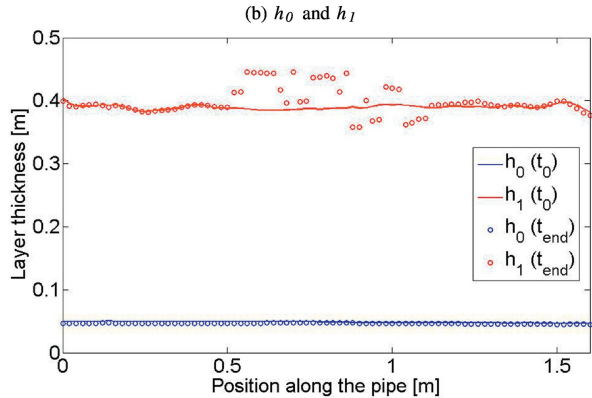 (b) h₀ and h₁
0.5
0.4
0.3
0.2
0.1
0
Layer thickness [m]
h₀ (t₀)
h₁ (t₀)
h₀ (tₑₙd)
h₁ (tₑₙd)
0
0.5
1
1.5
Position along the pipe [m]